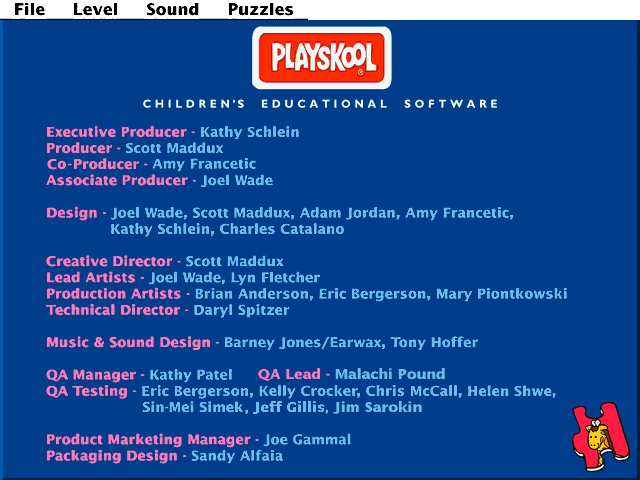 File Level Sound Puzzles
PLAYSKOOL
®
CHILDREN'S EDUCATIONAL SOFTWARE
Executive Producer - Kathy Schlein
Producer - Scott Maddux
Co-Producer - Amy Francetic
Associate Producer - Joel Wade
Design - Joel Wade, Scott Maddux, Adam Jordan, Amy Francetic,
Kathy Schlein, Charles Catalano
Creative Director - Scott Maddux
Lead Artists - Joel Wade, Lyn Fletcher
Production Artists - Brian Anderson, Eric Bergerson, Mary Piontkowski
Technical Director - Daryl Spitzer
Music & Sound Design - Barney Jones/Earwax, Tony Hoffer
QA Manager - Kathy Patel QA Lead - Malachi Pound
QA Testing - Eric Bergerson, Kelly Crocker, Chris McCall, Helen Shwe,
Sin-Mei Simek, Jeff Gillis, Jim Sarokin
Product Marketing Manager - Joe Gammal
Packaging Design - Sandy Alfaia